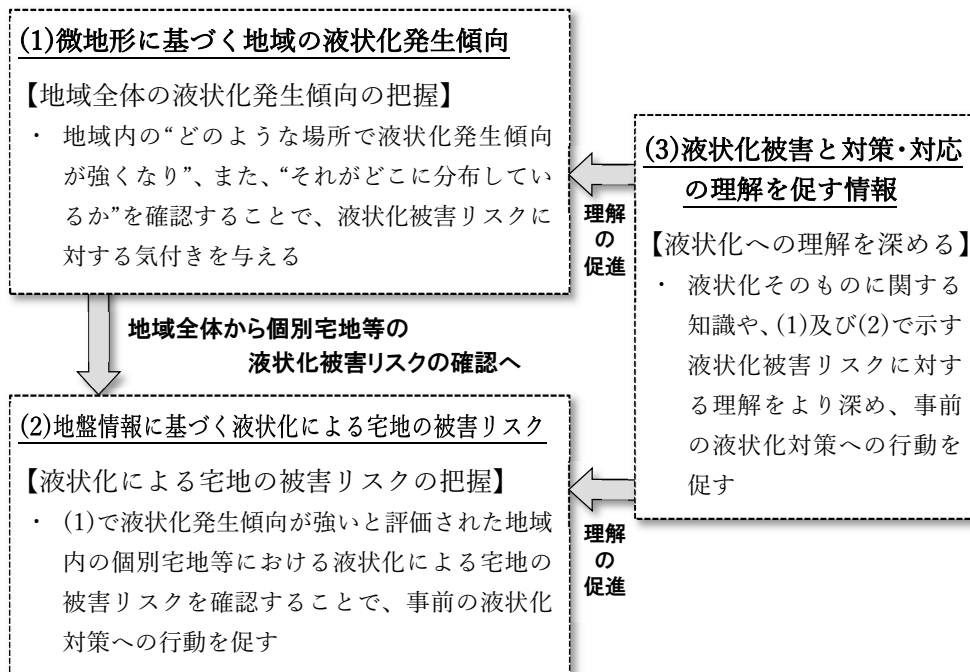 (1)微地形に基づく地域の液状化発生傾向
【地域全体の液状化発生傾向の把握】
・ 地域内の“どのような場所で液状化発生傾向
が強くなり”、また、“それがどこに分布してい
るか”を確認することで、液状化被害リスクに
対する気付きを与える
地域全体から個別宅地等の
液状化被害リスクの確認へ
(2)地盤情報に基づく液状化による宅地の被害リスク
【液状化による宅地の被害リスクの把握】
・ (1)で液状化発生傾向が強いと評価された地域
内の個別宅地等における液状化による宅地の
被害リスクを確認することで、事前の液状化
対策への行動を促す
理解
の
促進
理解
の
促進
(3)液状化被害と対策・対応
の理解を促す情報
【液状化への理解を深める】
・ 液状化そのものに関する
知識や、(1)及び(2)で示す
液状化被害リスクに対す
る理解をより深め、事前
の液状化対策への行動を
促す